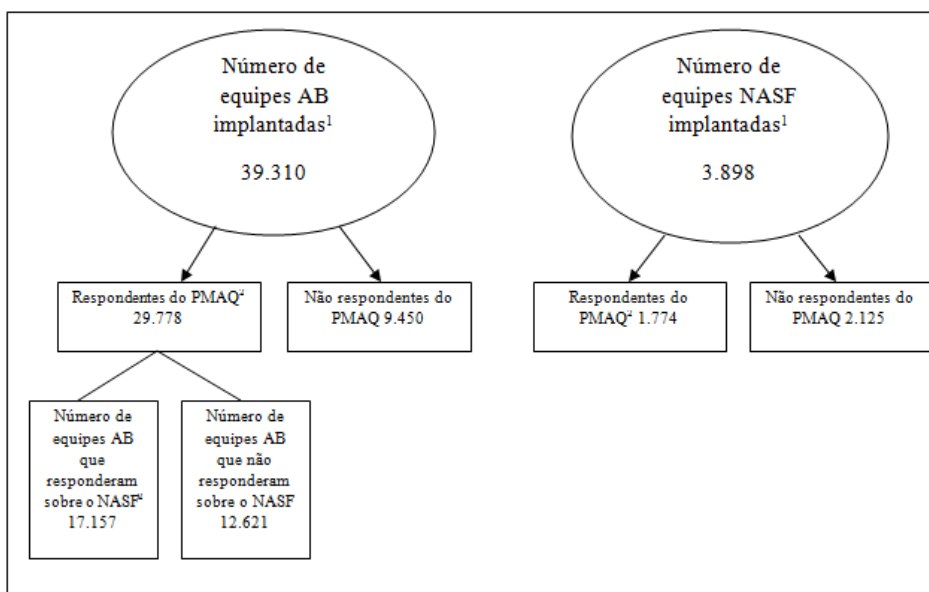 Número de
equipes AB
implantadas¹
39.310
Número de
equipes NASF
implantadas¹
3.898
Respondentes do PMAQ²
29.778
Não respondentes do
PMAQ 9.450
Respondentes do
PMAQ² 1.774
Não respondentes do
PMAQ 2.125
Número de
equipes AB
que
responderam
sobre o NASF²
17.157
Número de
equipes AB
que não
responderam
sobre o NASF
12.621